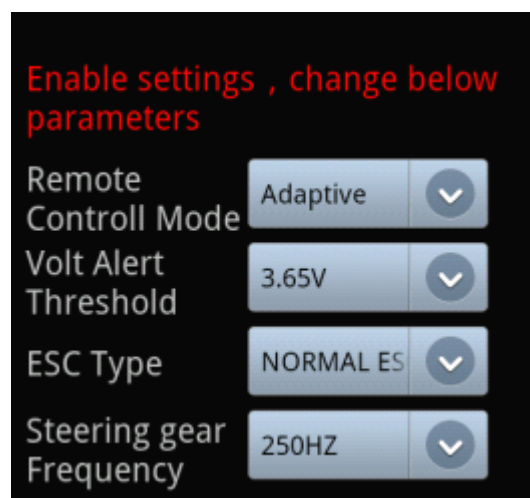 Enable settings , change below
parameters
Remote
Controll Mode
Adaptive
Volt Alert
Threshold
3.65V
ESC Type
NORMAL ES
Steering gear
Frequency
250HZ